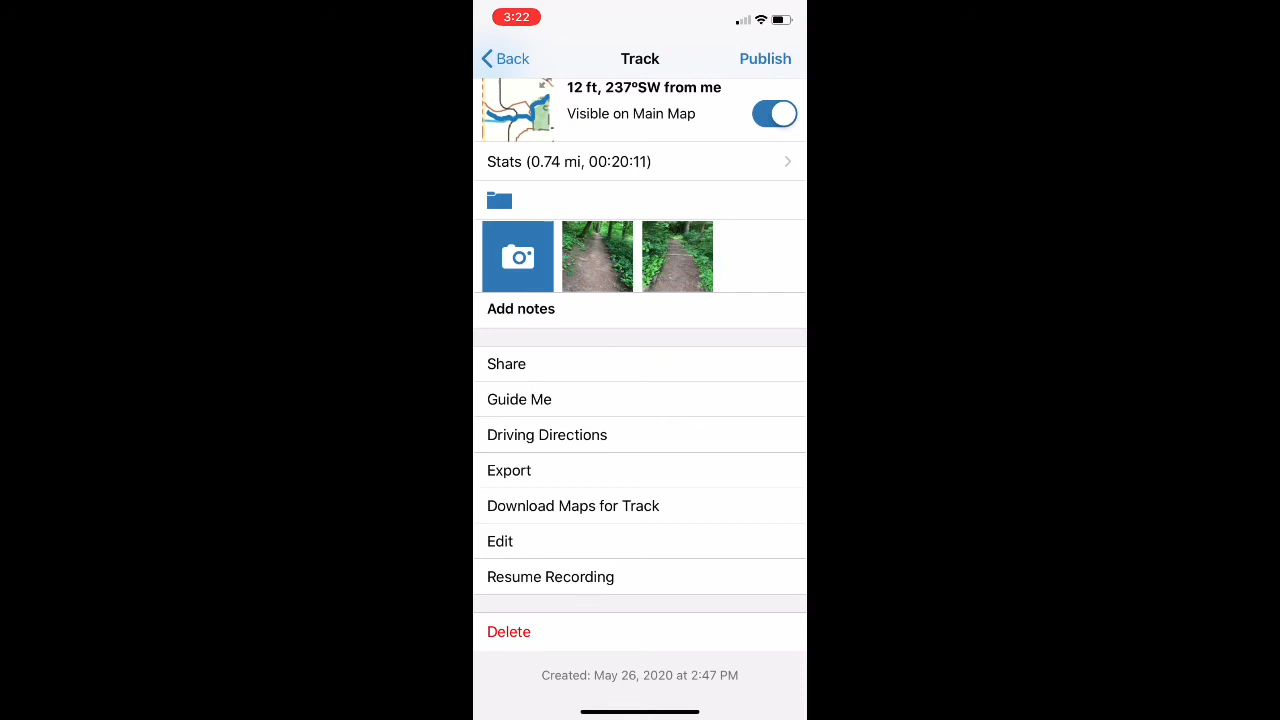 3:22
Back
Track
Publish
12 ft, 237ºSW from me
Visible on Main Map
Stats (0.74 mi, 00:20:11)
Add notes
Share
Guide Me
Driving Directions
Export
Download Maps for Track
Edit
Resume Recording
Delete
Created: May 26, 2020 at 2:47 PM